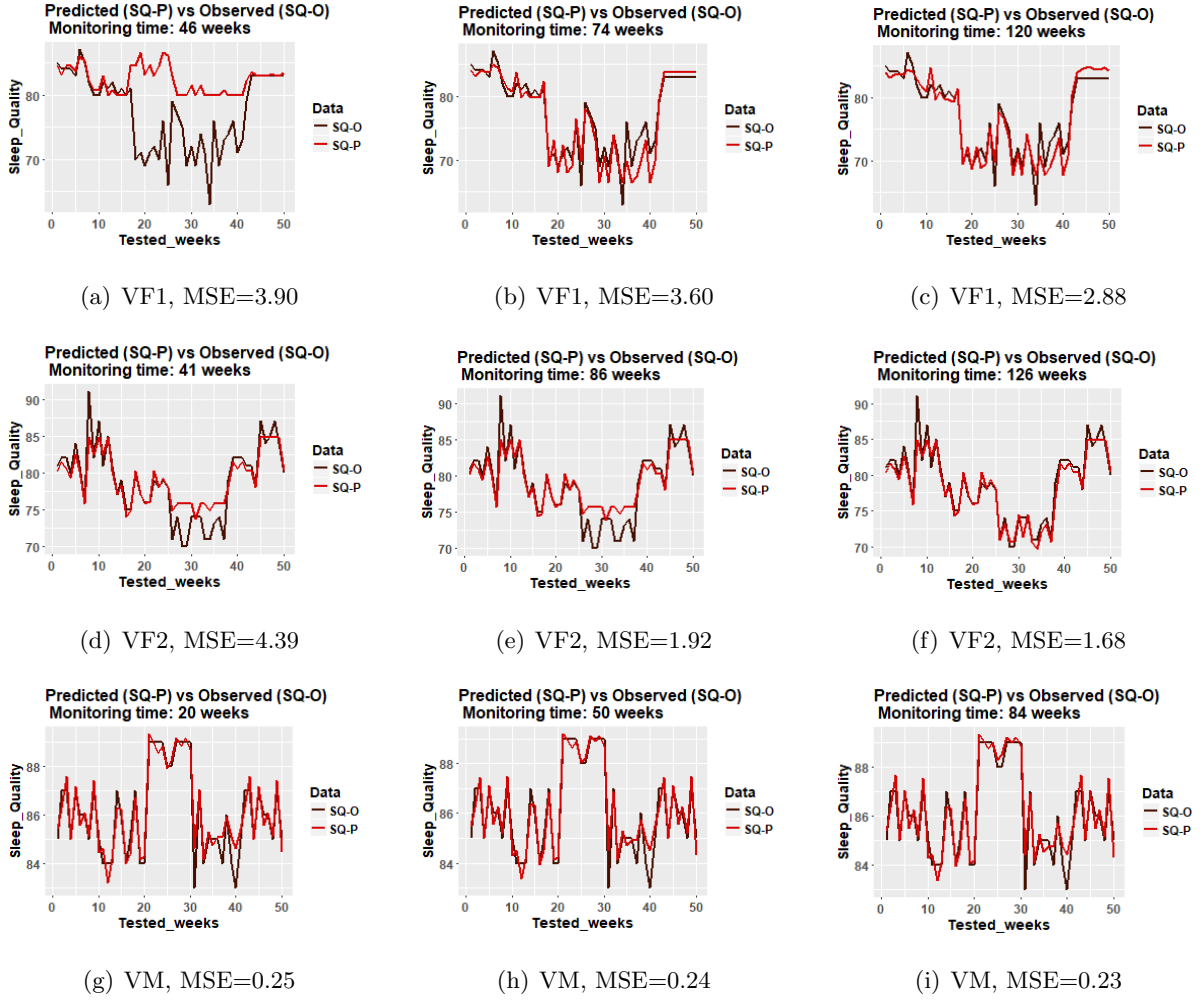 Predicted (SQ-P) vs Observed (SQ-O)
Monitoring time: 46 weeks
Sleep_Quality
80
70
0
10
20
30
40
50
Tested_weeks
Data
SQ-O
SQ-P
(a) VF1, MSE=3.90
Predicted (SQ-P) vs Observed (SQ-O)
Monitoring time: 74 weeks
Sleep_Quality
80
70
0
10
20
30
40
50
Tested_weeks
Data
SQ-O
SQ-P
(b) VF1, MSE=3.60
Predicted (SQ-P) vs Observed (SQ-O)
Monitoring time: 120 weeks
Sleep_Quality
80
70
0
10
20
30
40
50
Tested_weeks
Data
SQ-O
SQ-P
(c) VF1, MSE=2.88
Predicted (SQ-P) vs Observed (SQ-O)
Monitoring time: 41 weeks
Sleep_Quality
90
85
80
75
70
0
10
20
30
40
50
Tested_weeks
Data
SQ-O
SQ-P
(d) VF2, MSE=4.39
Predicted (SQ-P) vs Observed (SQ-O)
Monitoring time: 86 weeks
Sleep_Quality
90
85
80
75
70
0
10
20
30
40
50
Tested_weeks
Data
SQ-O
SQ-P
(e) VF2, MSE=1.92
Predicted (SQ-P) vs Observed (SQ-O)
Monitoring time: 126 weeks
Sleep_Quality
90
85
80
75
70
0
10
20
30
40
50
Tested_weeks
Data
SQ-O
SQ-P
(f) VF2, MSE=1.68
Predicted (SQ-P) vs Observed (SQ-O)
Monitoring time: 20 weeks
Sleep_Quality
88
86
84
0
10
20
30
40
50
Tested_weeks
Data
SQ-O
SQ-P
(g) VM, MSE=0.25
Predicted (SQ-P) vs Observed (SQ-O)
Monitoring time: 50 weeks
Sleep_Quality
88
86
84
0
10
20
30
40
50
Tested_weeks
Data
SQ-O
SQ-P
(h) VM, MSE=0.24
Predicted (SQ-P) vs Observed (SQ-O)
Monitoring time: 84 weeks
Sleep_Quality
88
86
84
0
10
20
30
40
50
Tested_weeks
Data
SQ-O
SQ-P
(i) VM, MSE=0.23